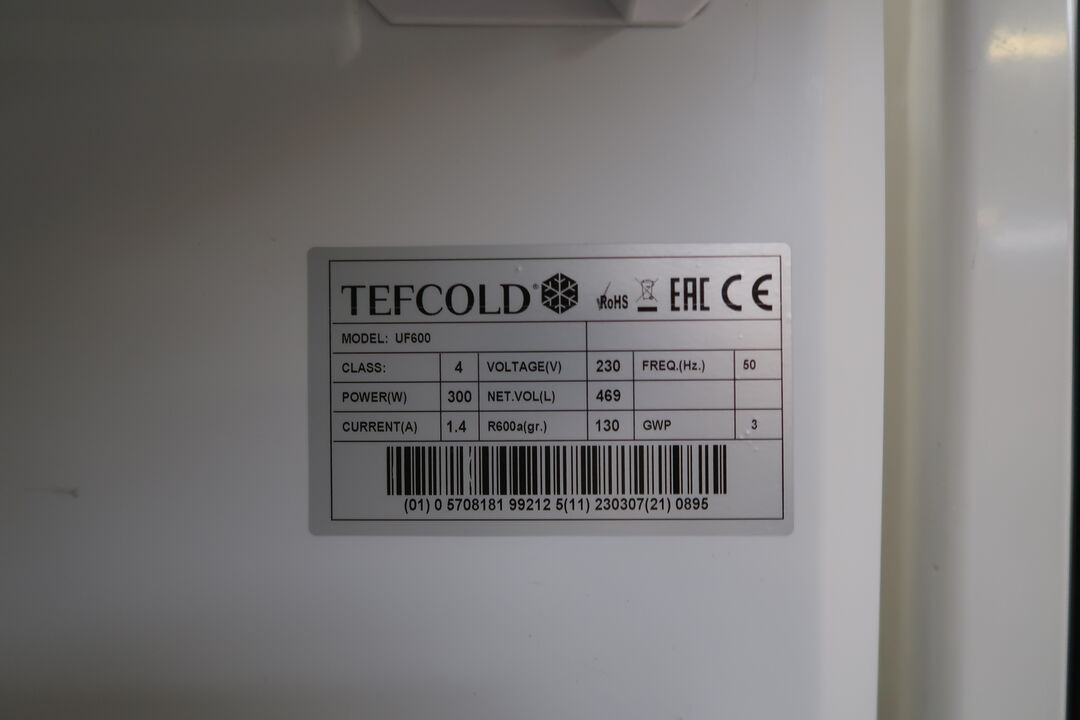 TEFCOLD® RoHS EAC CE
MODEL: UF600
CLASS: 4 VOLTAGE(V) 230 FREQ.(Hz.) 50
POWER(W) 300 NET.VOL(L) 469
CURRENT(A) 1.4 R600a(gr.) 130 GWP 3
(01) 0 5708181 99212 5(11) 230307(21) 0895